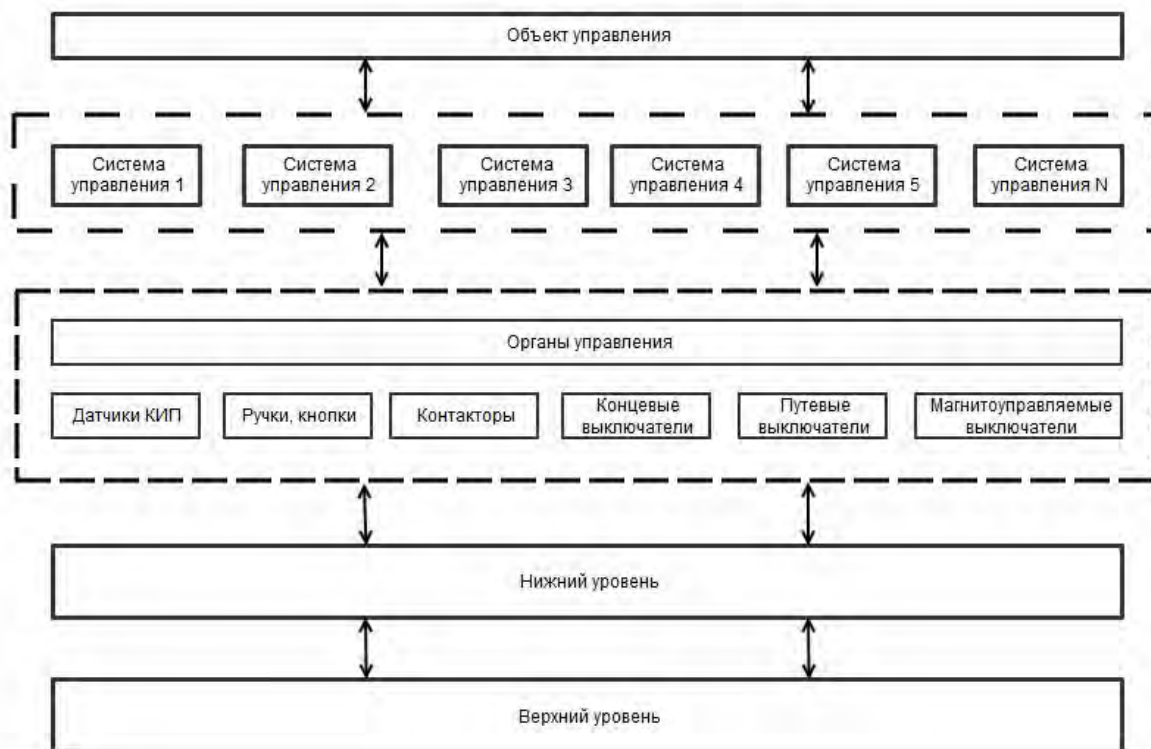 Объект управления
Система
управления 1
Система
управления 2
Система
управления 3
Система
управления 4
Система
управления 5
Система
управления N
Органы управления
Датчики КИП
Ручки, кнопки
Контакторы
Концевые
выключатели
Путевые
выключатели
Магнитоуправляемые
выключатели
Нижний уровень
Верхний уровень